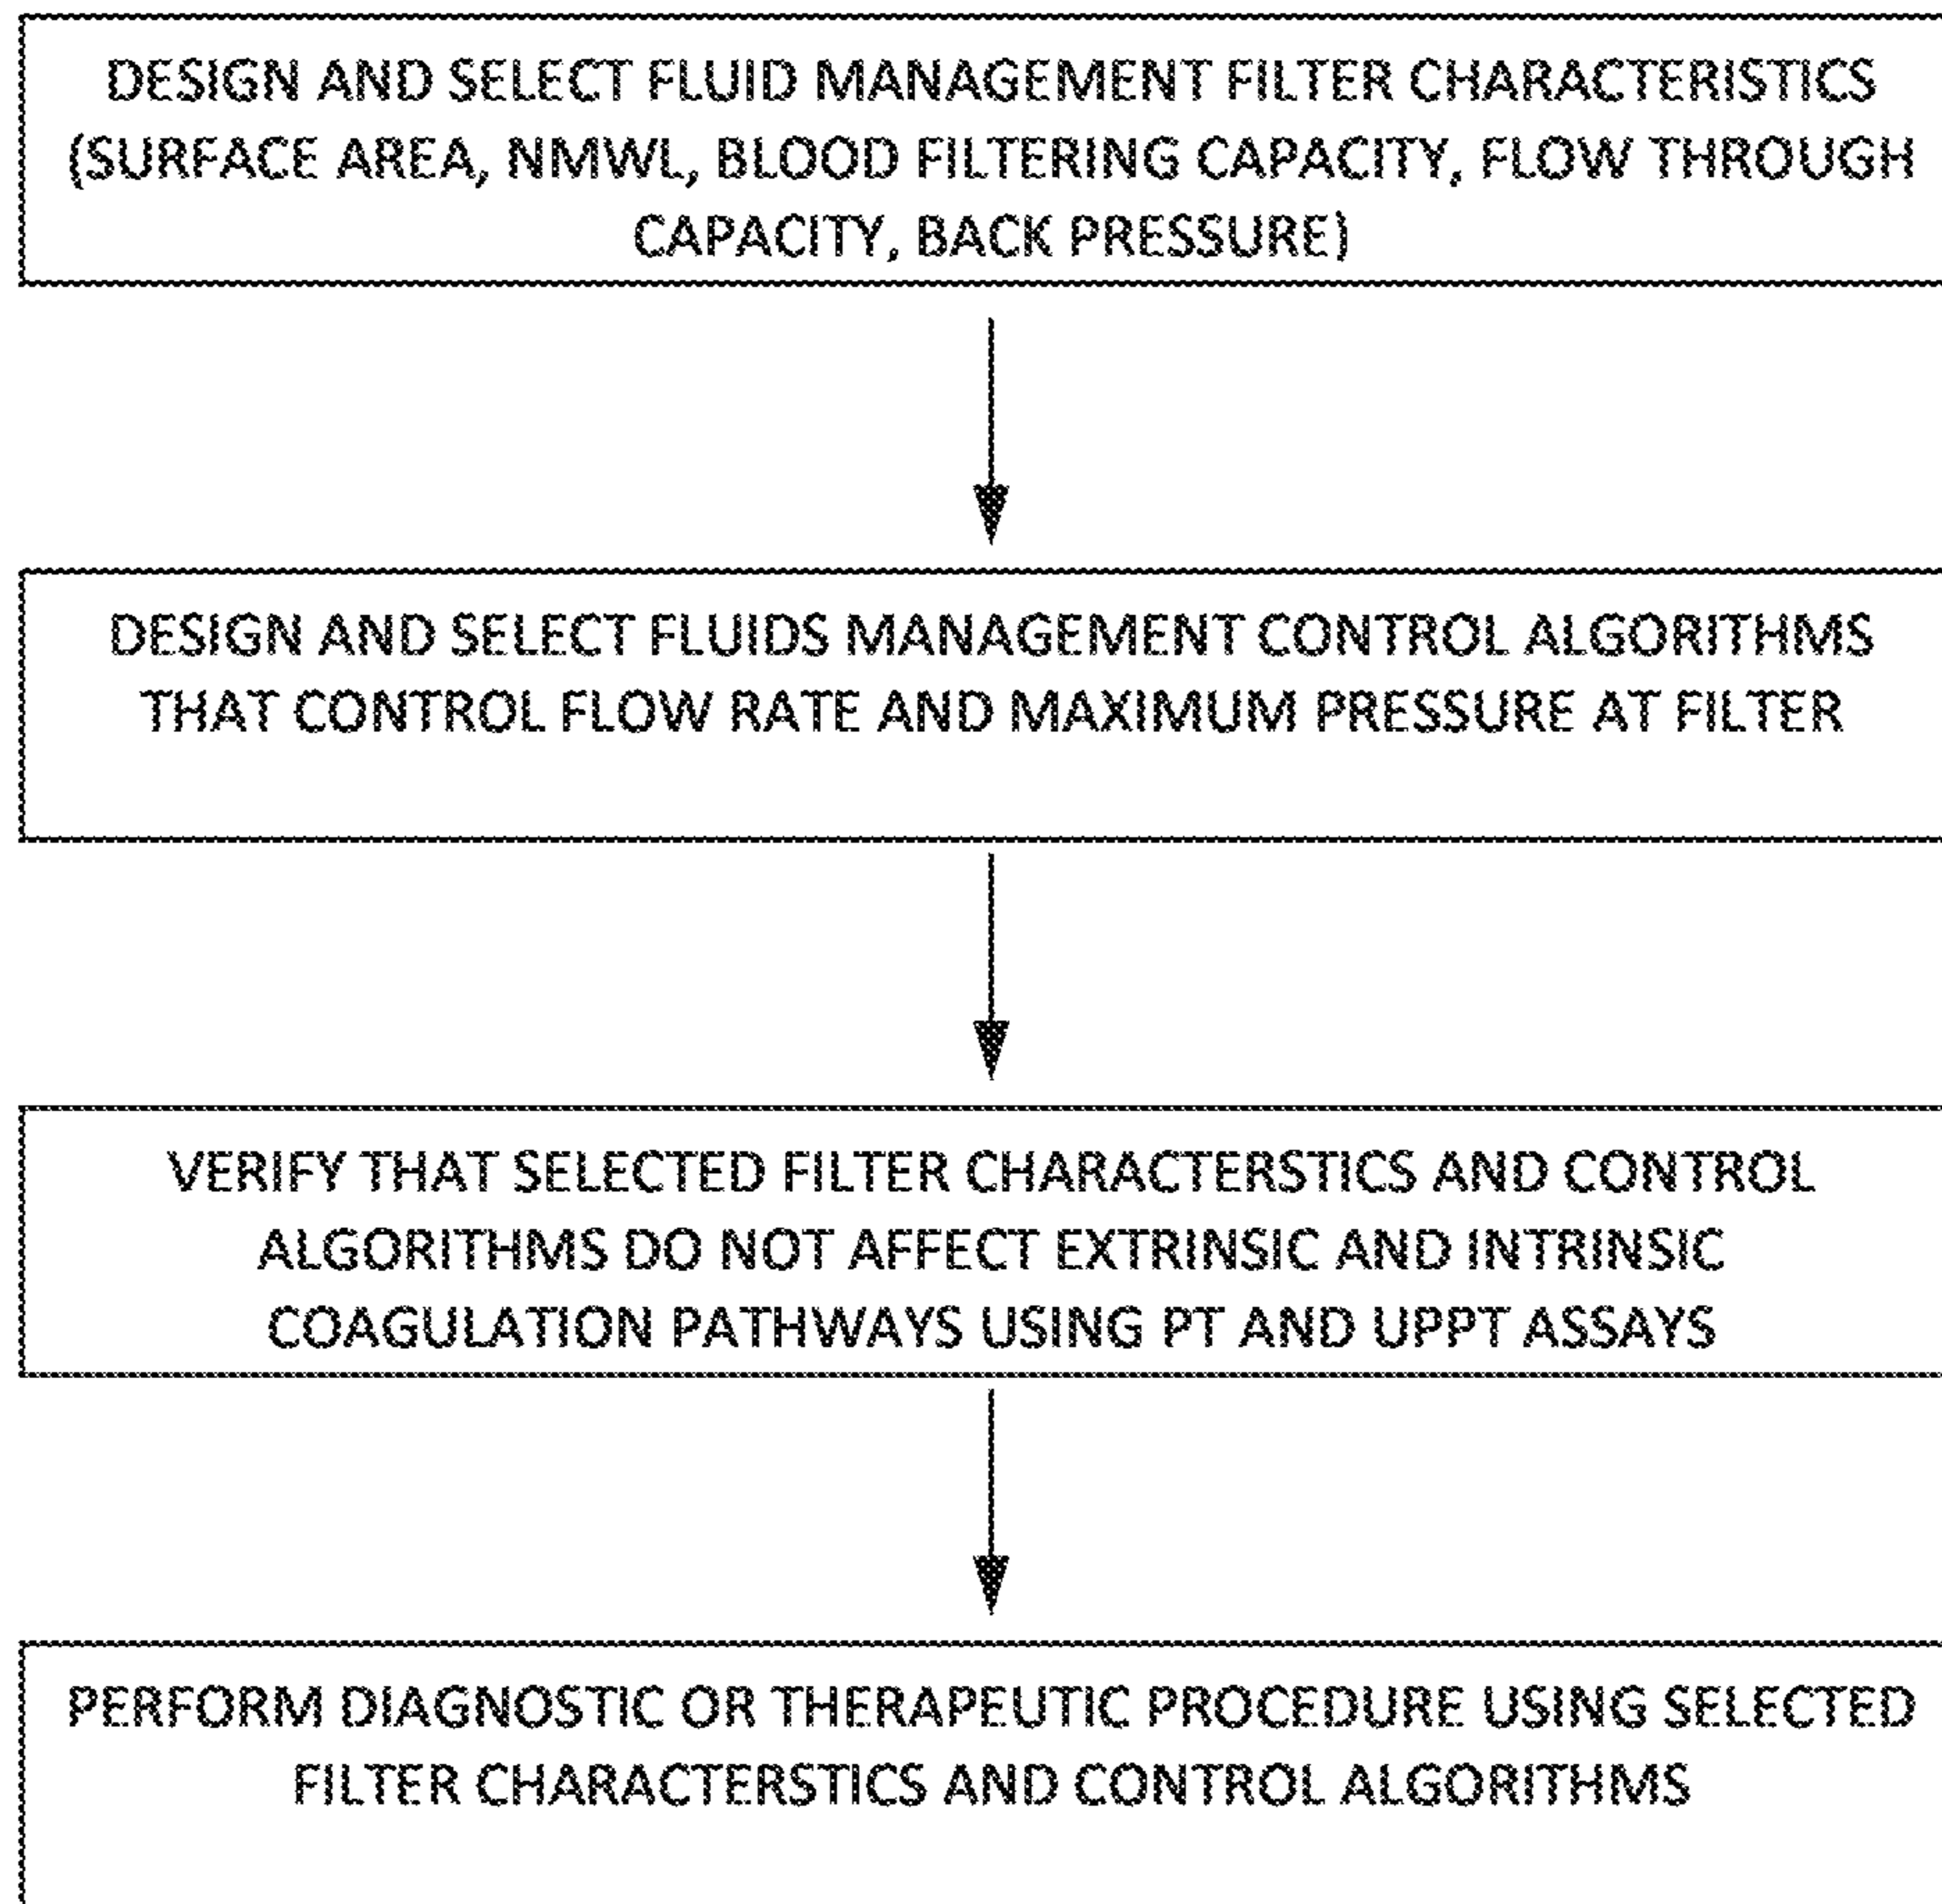 DESIGN AND SELECT FLUID MANAGEMENT FILTER CHARACTERISTICS
(SURFACE AREA, NMWL, BLOOD FILTERING CAPACITY, FLOW THROUGH
CAPACITY, BACK PRESSURE)
DESIGN AND SELECT FLUIDS MANAGEMENT CONTROL ALGORITHMS
THAT CONTROL FLOW RATE AND MAXIMUM PRESSURE AT FILTER
VERIFY THAT SELECTED FILTER CHARACTERSTICS AND CONTROL
ALGORITHMS DO NOT AFFECT EXTRINSIC AND INTRINSIC
COAGULATION PATHWAYS USING PT AND UPPT ASSAYS
PERFORM DIAGNOSTIC OR THERAPEUTIC PROCEDURE USING SELECTED
FILTER CHARACTERSTICS AND CONTROL ALGORITHMS